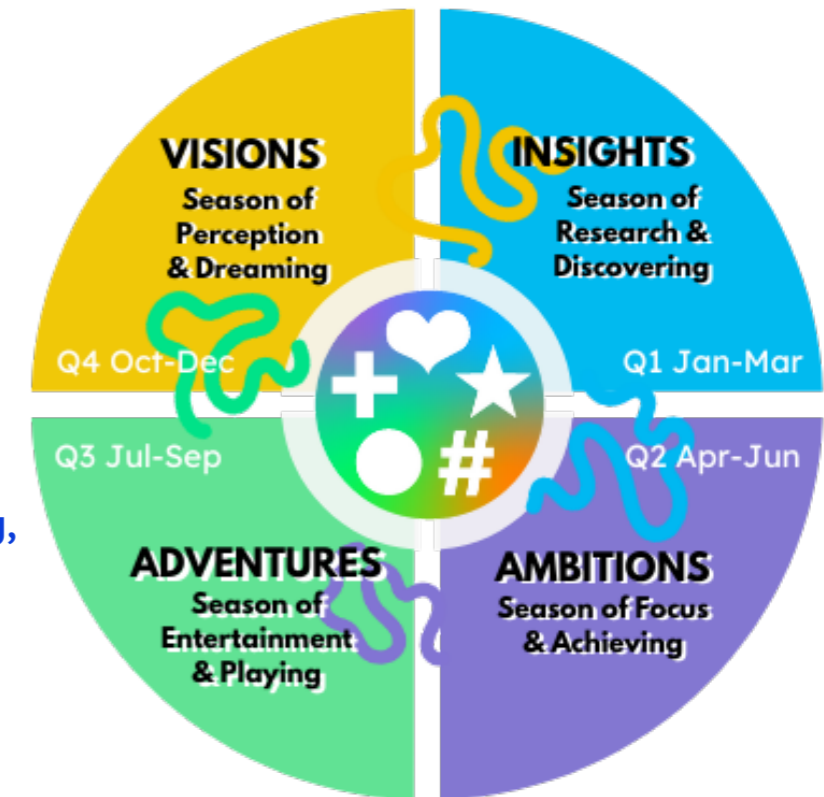 VISIONS
Season of
Perception
& Dreaming
Q4 Oct-Dec
INSIGHTS
Season of
Research &
Discovering
Q1 Jan-Mar
Q3 Jul-Sep
ADVENTURES
Season of
Entertainment
& Playing
Q2 Apr-Jun
AMBITIONS
Season of Focus
& Achieving
#